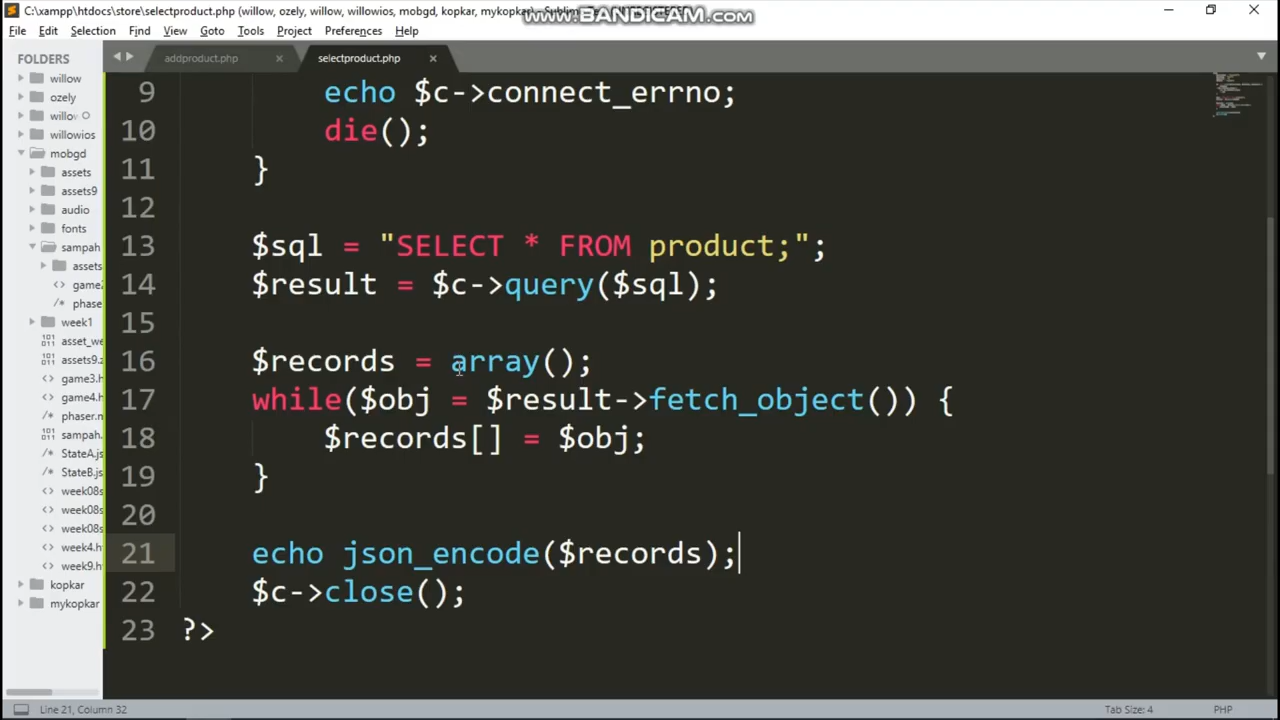 C:\xampp\htdocs\store\selectproduct.php (willow, ozely, willow, willowios, mobgd, kopkar, mykopkar)
www.BANDICAM.com
File Edit Selection Find View Goto Tools Project Preferences Help
FOLDERS
willow
ozely
willow
willowios
mobgd
assets
assets9
audio
fonts
sampah
assets
game
phase
week1
asset_we
assets9.z
game3.h
game4.h
phaser.m
sampah.
StateA.js
StateB.js
week08s
week08s
week08s
week4.h
week9.h
kopkar
mykopkar
addproduct.php ×
selectproduct.php ×
9 echo $c->connect_errno;
10 die();
11 }
12
13 $sql = "SELECT * FROM product;";
14 $result = $c->query($sql);
15
16 $records = array();
17 while($obj = $result->fetch_object()) {
18 $records[] = $obj;
19 }
20
21 echo json_encode($records);
22 $c->close();
23 ?>
Line 21, Column 32
Tab Size: 4
PHP